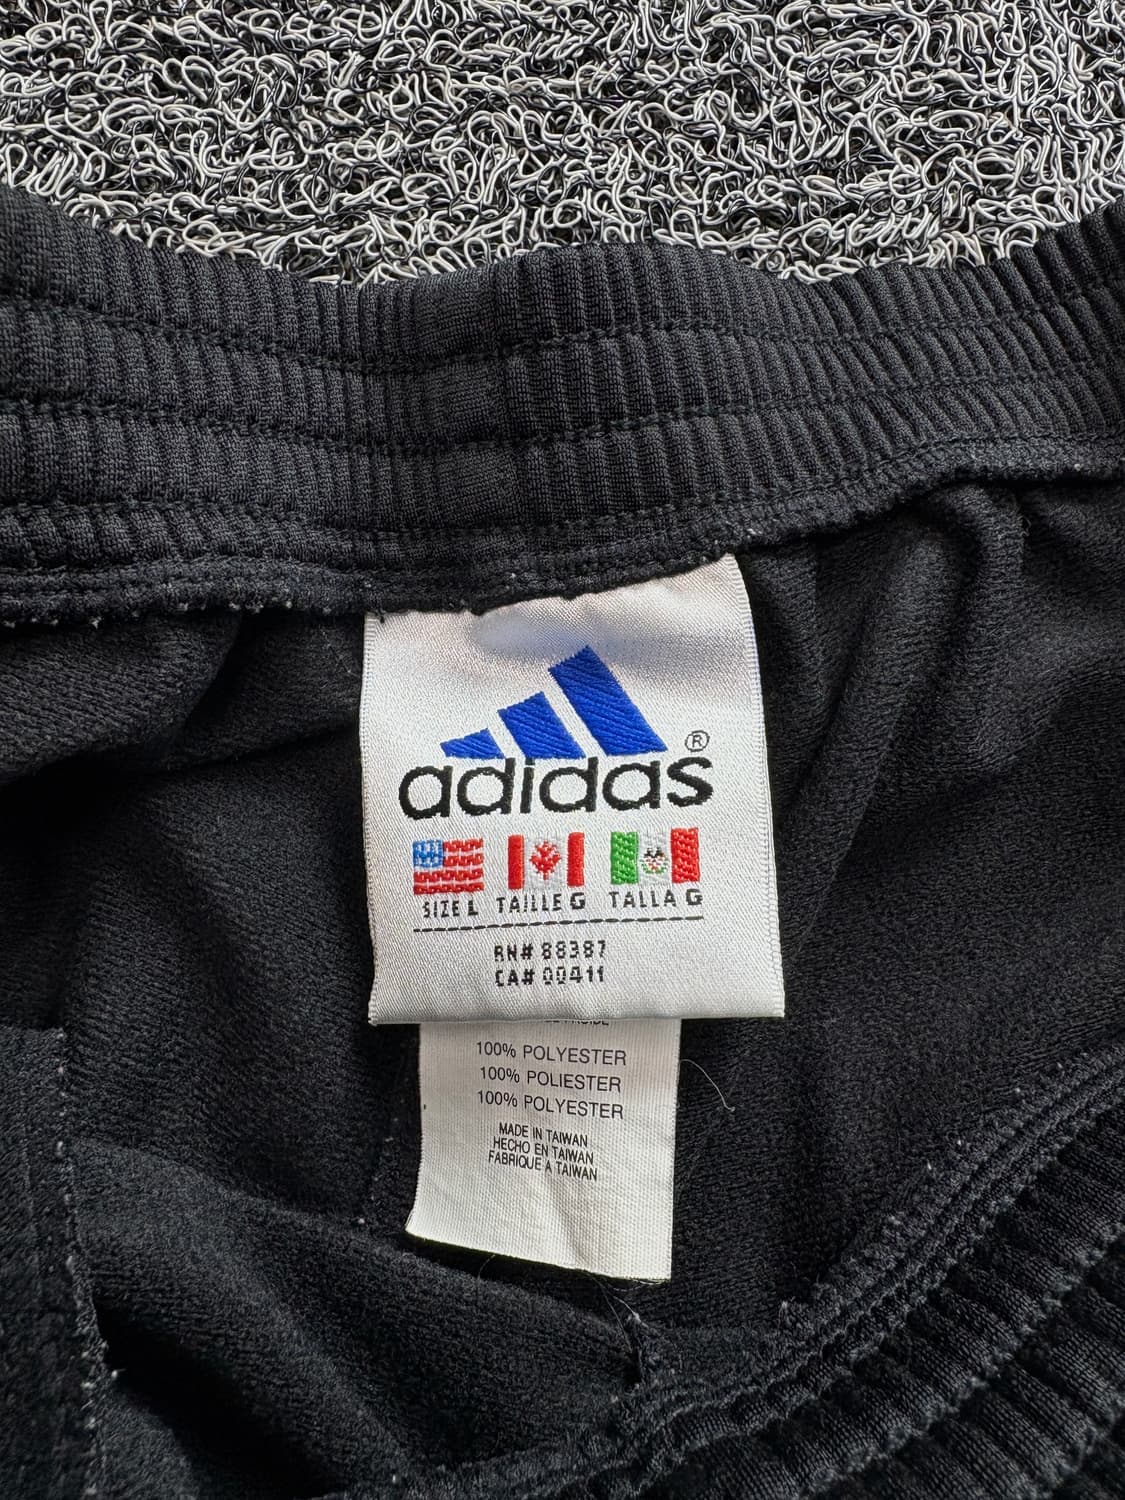 adidas®
SIZE L TAILLE G TALLA G
RN# 88387
CA# 00411
100% POLYESTER
100% POLIESTER
100% POLYESTER
MADE IN TAIWAN
HECHO EN TAIWAN
FABRIQUE A TAIWAN